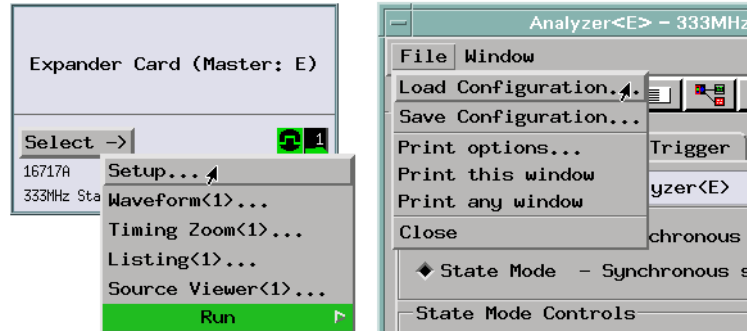 Expander Card (Master: E)
Select ->
1
16717A
333MHz Sta
Setup...
Waveform<1>...
Timing Zoom<1>...
Listing<1>...
Source Viewer<1>...
Run
Analyzer<E> - 333MHz
File Window
Load Configuration...
Save Configuration...
Print options...
Print this window
Print any window
Close
Trigger
yzer<E>
chronous
State Mode - Synchronous s
State Mode Controls